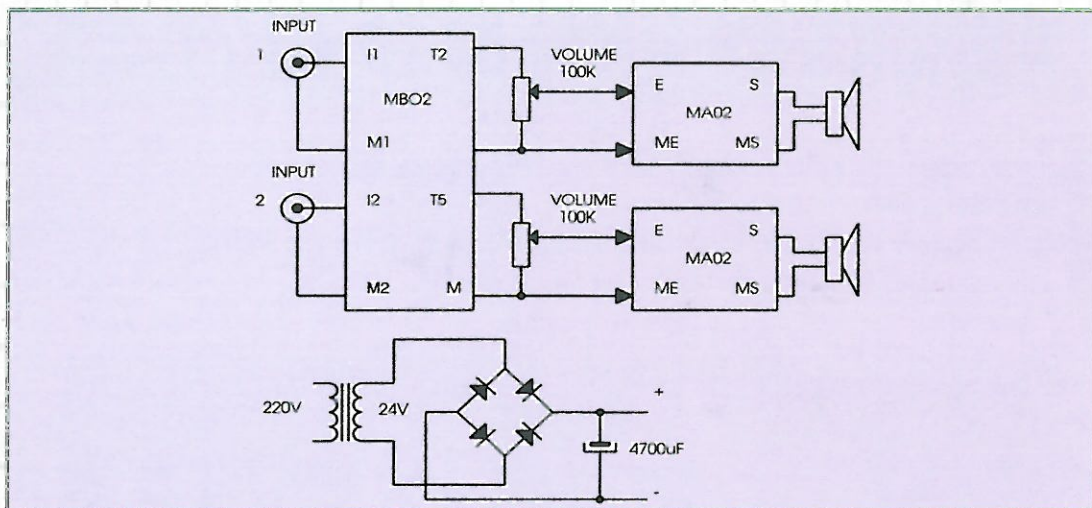 INPUT
1
I1
T2
VOLUME
100K
E
S
MBO2
MA02
M1
ME
MS
INPUT
2
I2
T5
VOLUME
100K
E
S
MA02
M2
M
ME
MS
220V
24V
+
4700uF
-